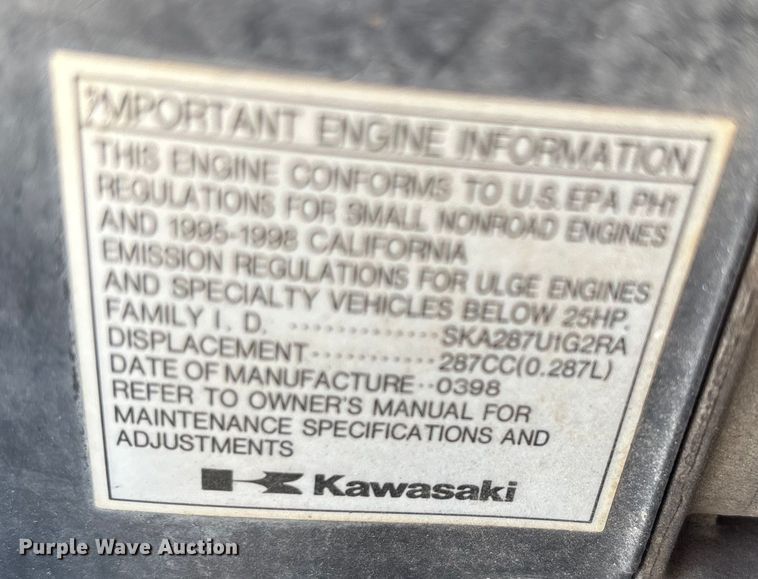 IMPORTANT ENGINE INFORMATION
THIS ENGINE CONFORMS TO U.S. EPA PH1
REGULATIONS FOR SMALL NONROAD ENGINES
AND 1995-1998 CALIFORNIA
EMISSION REGULATIONS FOR ULGE ENGINES
AND SPECIALTY VEHICLES BELOW 25HP.
FAMILY I. D. ............... SKA287U1G2RA
DISPLACEMENT ............... 287CC(0.287L)
DATE OF MANUFACTURE ··0398
REFER TO OWNER'S MANUAL FOR
MAINTENANCE SPECIFICATIONS AND
ADJUSTMENTS
Kawasaki
Purple Wave Auction